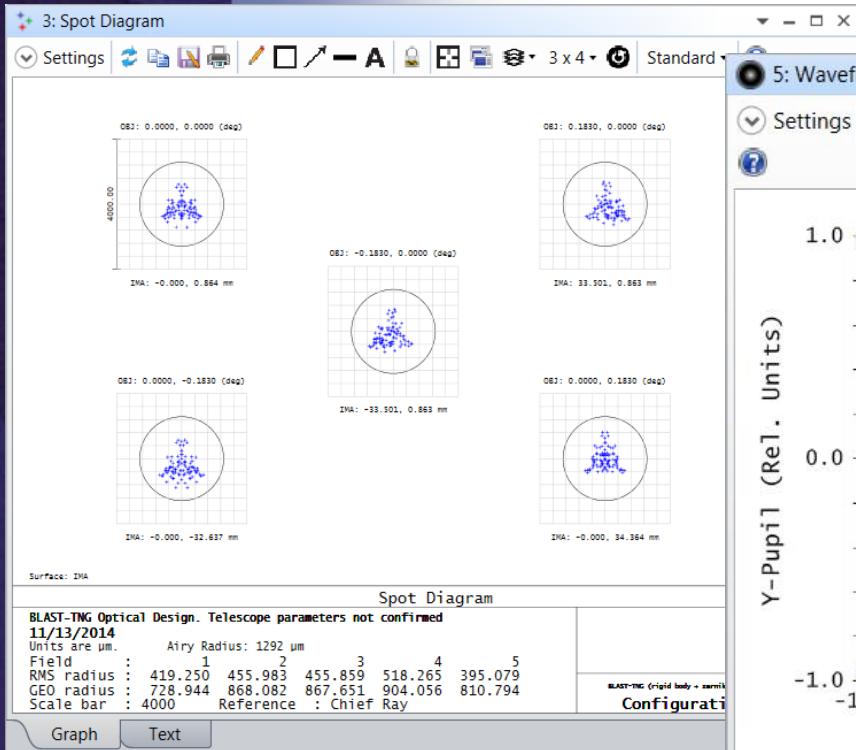 3: Spot Diagram
Settings
3 x 4
Standard
OBJ: 0.0000, 0.0000 (deg)
4000.00
IMA: -0.000, 0.864 mm
OBJ: 0.1830, 0.0000 (deg)
IMA: 33.501, 0.863 mm
OBJ: -0.1830, 0.0000 (deg)
IMA: -33.501, 0.863 mm
OBJ: 0.0000, -0.1830 (deg)
IMA: -0.000, -32.637 mm
OBJ: 0.0000, 0.1830 (deg)
IMA: -0.000, 34.364 mm
Surface: IMA
Spot Diagram
BLAST-TNG Optical Design. Telescope parameters not confirmed
11/13/2014
Units are µm. Airy Radius: 1292 µm
Field : 1 2 3 4 5
RMS radius : 419.250 455.983 455.859 518.265 395.079
GEO radius : 728.944 868.082 867.651 904.056 810.794
Scale bar : 4000 Reference : Chief Ray
BLAST-TNG (rigid body + zernik
Configurati
Graph
Text
5: Wavef
Settings
1.0
Y-Pupil (Rel. Units)
0.0
-1.0
-1